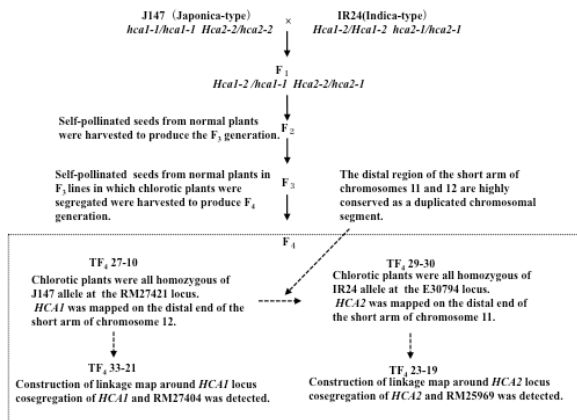 J147 (Japonica-type)
×
IR24(Indica-type)
hca1-1/hca1-1 Hca2-2/hca2-2
Hca1-2/Hca1-2 hca2-1/hca2-1
F1
Hca1-2 /hca1-1 Hca2-2/hca2-1
Self-pollinated seeds from normal plants
were harvested to produce the F3 generation.
F2
Self-pollinated seeds from normal plants in
F3 lines in which chlorotic plants were
segregated were harvested to produce F4
generation.
F3
The distal region of the short arm of
chromosomes 11 and 12 are highly
conserved as a duplicated chromosomal
segment.
F4
TF4 27-10
Chlorotic plants were all homozygous of
J147 allele at the RM27421 locus.
HCA1 was mapped on the distal end of the
short arm of chromosome 12.
TF4 29-30
Chlorotic plants were all homozygous of
IR24 allele at the E30794 locus.
HCA2 was mapped on the distal end of
the short arm of chromosome 11.
TF4 33-21
Construction of linkage map around HCA1 locus
cosegregation of HCA1 and RM27404 was detected.
TF4 23-19
Construction of linkage map around HCA2 locus
cosegregation of HCA2 and RM25969 was detected.